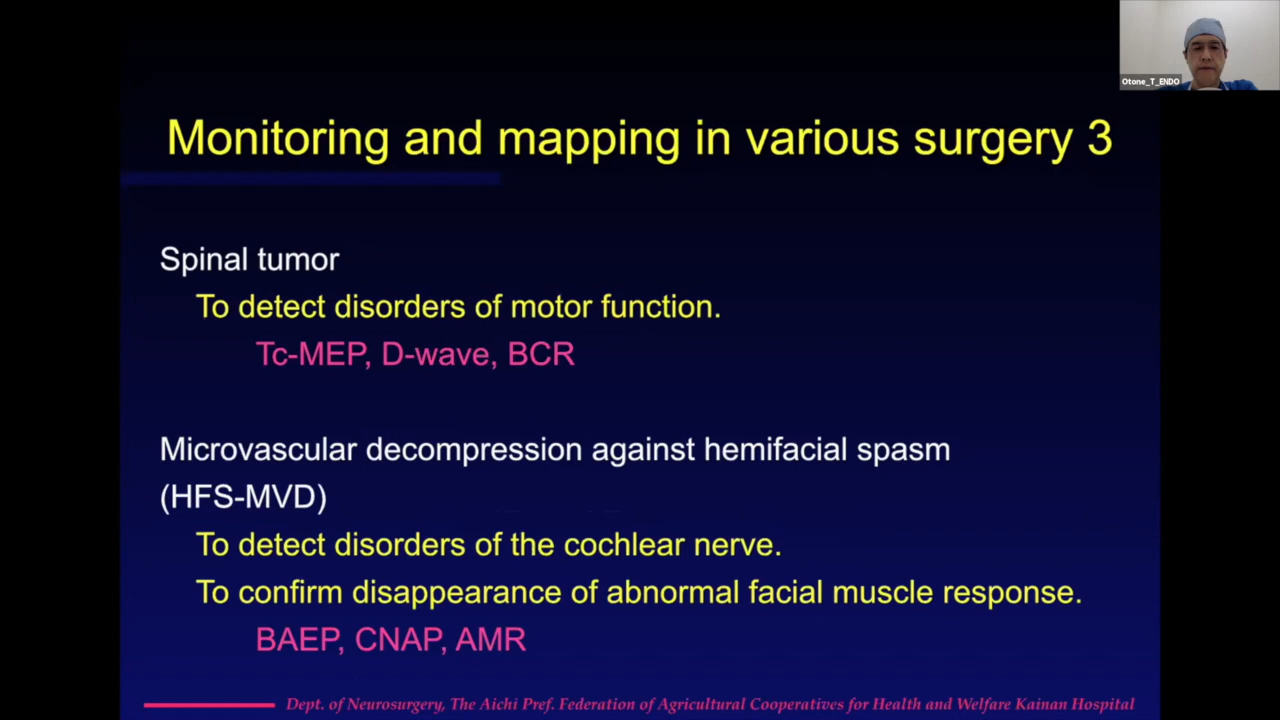 Otone_T_ENDO
Monitoring and mapping in various surgery 3
Spinal tumor
To detect disorders of motor function.
Tc-MEP, D-wave, BCR
Microvascular decompression against hemifacial spasm
(HFS-MVD)
To detect disorders of the cochlear nerve.
To confirm disappearance of abnormal facial muscle response.
BAEP, CNAP, AMR
Dept. of Neurosurgery, The Aichi Pref. Federation of Agricultural Cooperatives for Health and Welfare Kainan Hospital